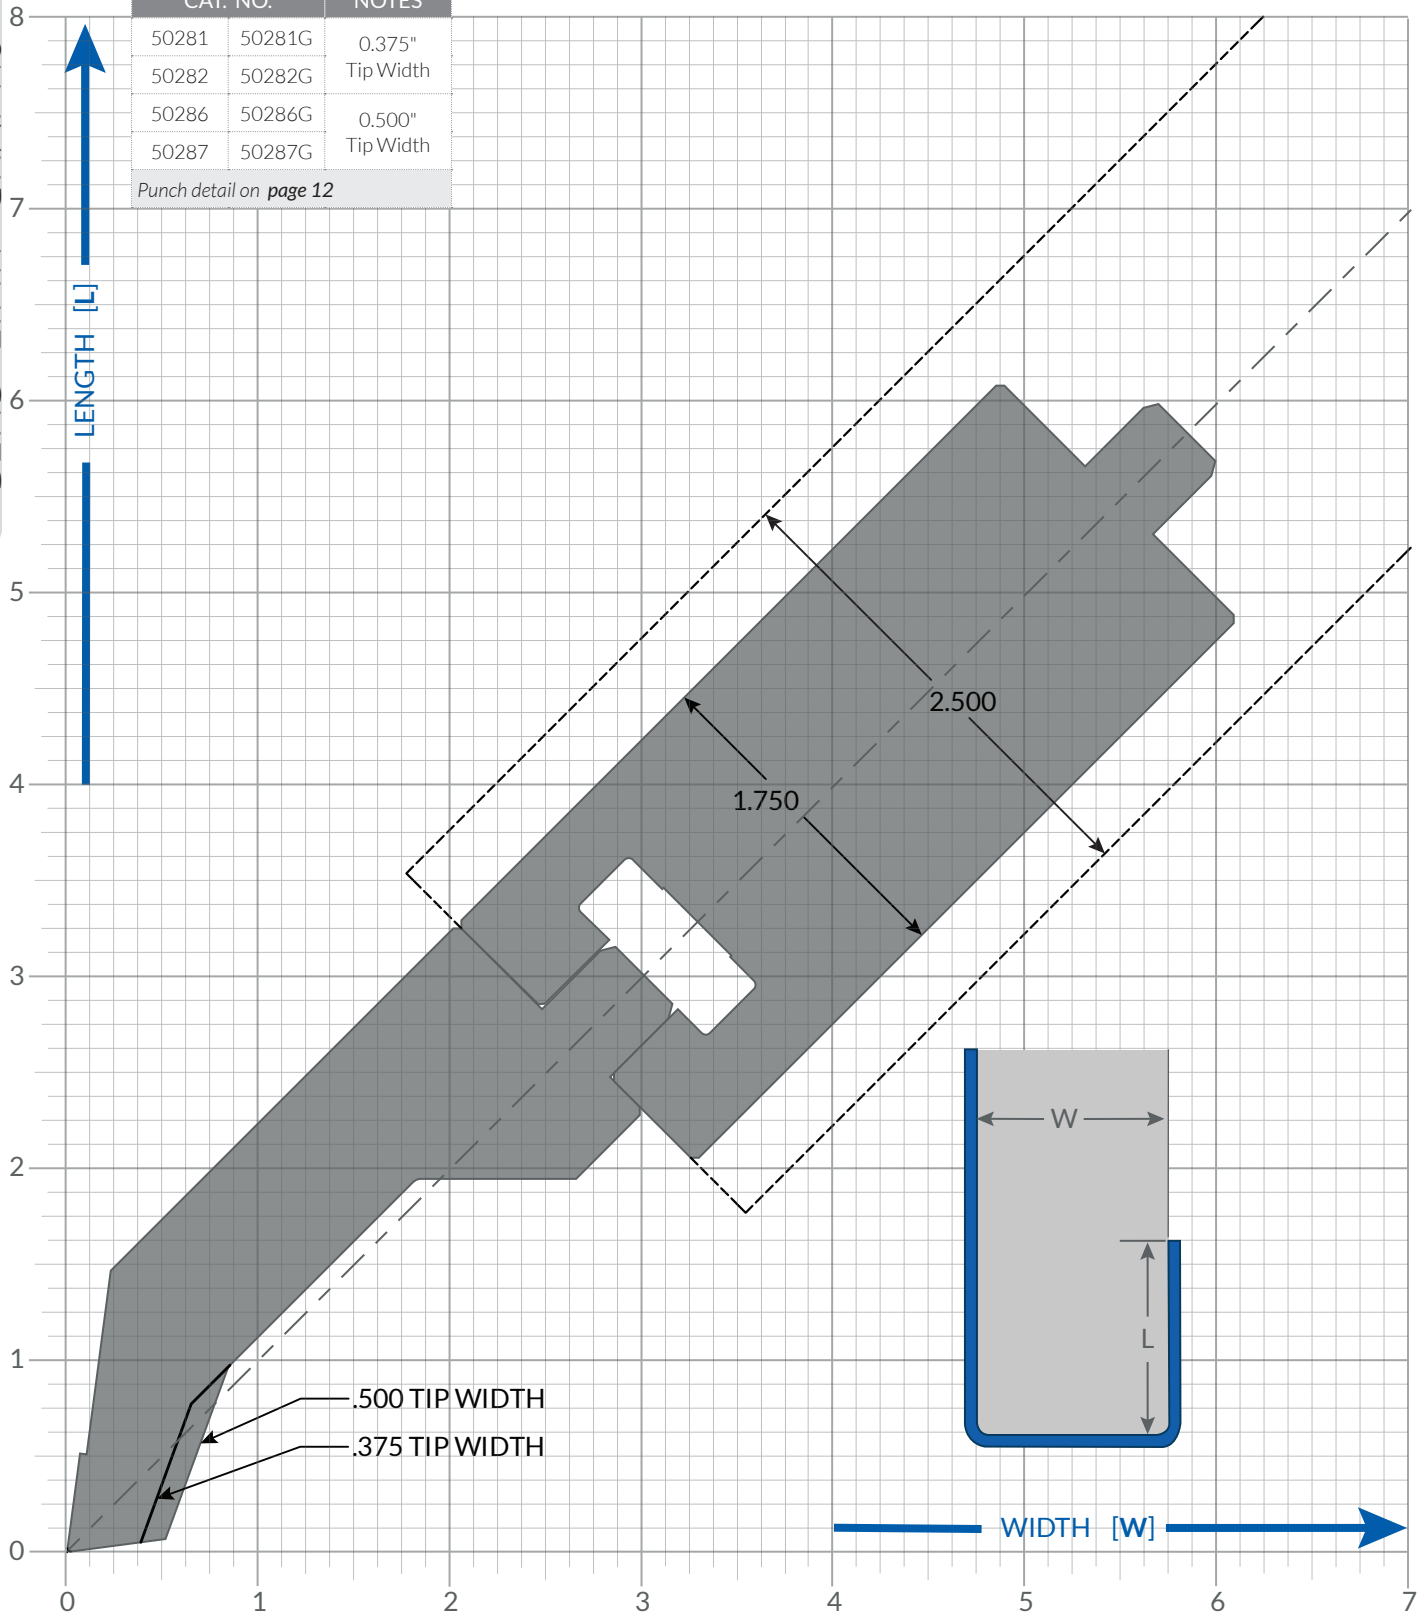 CAT. NO. NOTES
50281 50281G 0.375" Tip Width
50282 50282G
50286 50286G 0.500" Tip Width
50287 50287G
Punch detail on page 12
8
7
6
5
4
3
2
1
0
LENGTH [L]
2.500
1.750
W
L
.500 TIP WIDTH
.375 TIP WIDTH
WIDTH [W]
0 1 2 3 4 5 6 7